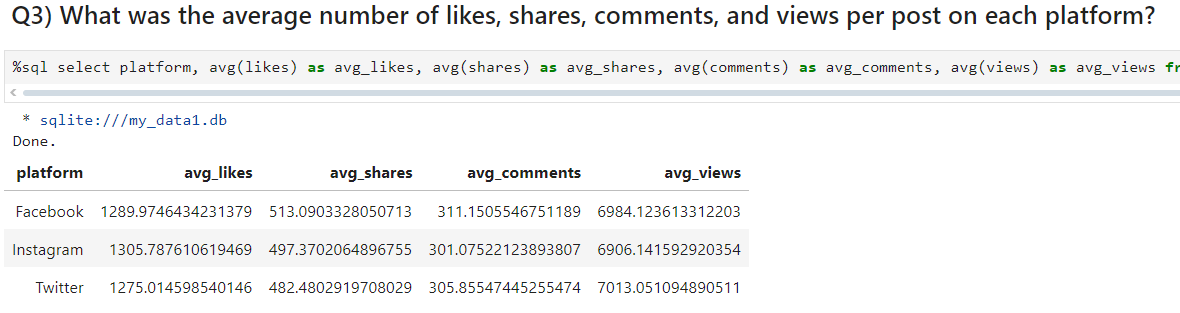 Q3) What was the average number of likes, shares, comments, and views per post on each platform?
%sql select platform, avg(likes) as avg_likes, avg(shares) as avg_shares, avg(comments) as avg_comments, avg(views) as avg_views fr
* sqlite:///my_data1.db
Done.
platform avg_likes avg_shares avg_comments avg_views
Facebook 1289.9746434231379 513.0903328050713 311.1505546751189 6984.123613312203
Instagram 1305.787610619469 497.3702064896755 301.07522123893807 6906.141592920354
Twitter 1275.014598540146 482.4802919708029 305.85547445255474 7013.051094890511